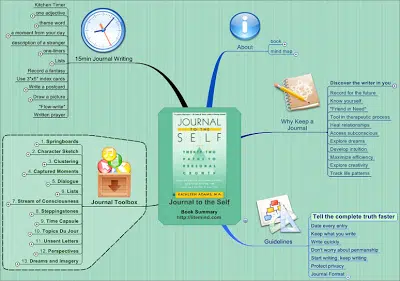 Kitchen Timer
one adjective
theme word
a moment from your day
description of a stranger
one-liners
Lists
Record a fantasy
Use 3"x5" index cards
Write a postcard
Draw a picture
"Flow-write"
Written prayer
15min Journal Writing
About
book
mind map
Why Keep a
Journal
Discover the writer in you
Record for the future
Know yourself
"Friend in Need"
Tool in therapeutic process
Heal relationships
Access subconscious
Explore dreams
Develop intuition
Maximize efficiency
Explore creativity
Track life patterns
JOURNAL
TO THE
SELF
TWENTY-TWO
PATHS TO
PERSONAL
GROWTH
KATHLEEN ADAMS, M.A.
Journal to the Self
Book Summary
http://litemind.com
1. Springboards
2. Character Sketch
3. Clustering
4. Captured Moments
5. Dialogue
6. Lists
7. Stream of Consciousness
8. Steppingstones
9. Time Capsule
10. Topics Du Jour
11. Unsent Letters
12. Perspectives
13. Dreams and Imagery
Journal Toolbox
Guidelines
Tell the complete truth faster
Date every entry
Keep what you write
Write quickly
Don't worry about penmanship
Start writing, keep writing
Protect privacy
Journal Format